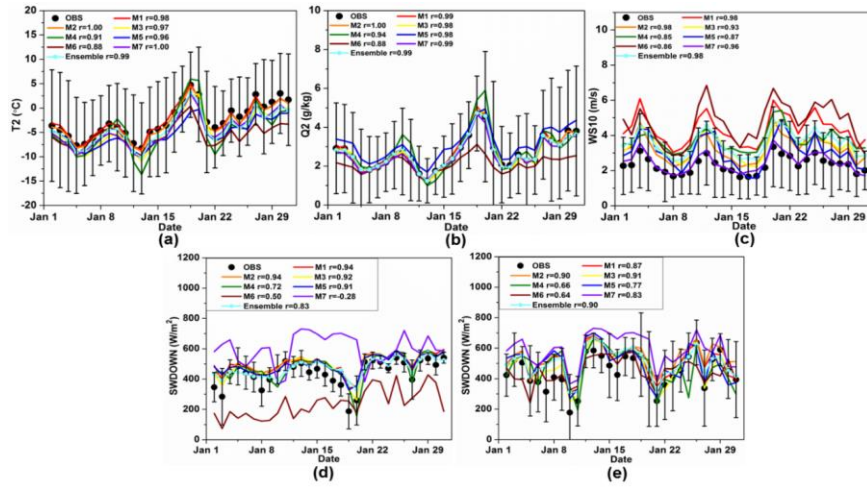 OBS M1 r=0.98
M2 r=1.00 M3 r=0.97
M4 r=0.91 M5 r=0.96
M6 r=0.88 M7 r=1.00
Ensemble r=0.99
T2 (°C)
20
15
10
5
0
-5
-10
-15
-20
Jan 1 Jan 8 Jan 15 Jan 22 Jan 29
Date
(a)
OBS M1 r=0.99
M2 r=1.00 M3 r=0.98
M4 r=0.94 M5 r=0.98
M6 r=0.88 M7 r=0.99
Ensemble r=0.99
Q2 (g/kg)
10
8
6
4
2
0
Jan 1 Jan 8 Jan 15 Jan 22 Jan 29
Date
(b)
OBS M1 r=0.98
M2 r=0.98 M3 r=0.93
M4 r=0.85 M5 r=0.87
M6 r=0.86 M7 r=0.96
Ensemble r=0.98
WS10 (m/s)
10
8
6
4
2
0
Jan 1 Jan 8 Jan 15 Jan 22 Jan 29
Date
(c)
OBS M1 r=0.94
M2 r=0.94 M3 r=0.92
M4 r=0.72 M5 r=0.91
M6 r=0.50 M7 r=-0.28
Ensemble r=0.83
SWDOWN (W/m²)
1200
1000
800
600
400
200
0
Jan 1 Jan 8 Jan 15 Jan 22 Jan 29
Date
(d)
OBS M1 r=0.87
M2 r=0.90 M3 r=0.91
M4 r=0.66 M5 r=0.77
M6 r=0.64 M7 r=0.83
Ensemble r=0.90
SWDOWN (W/m²)
1200
1000
800
600
400
200
0
Jan 1 Jan 8 Jan 15 Jan 22 Jan 29
Date
(e)